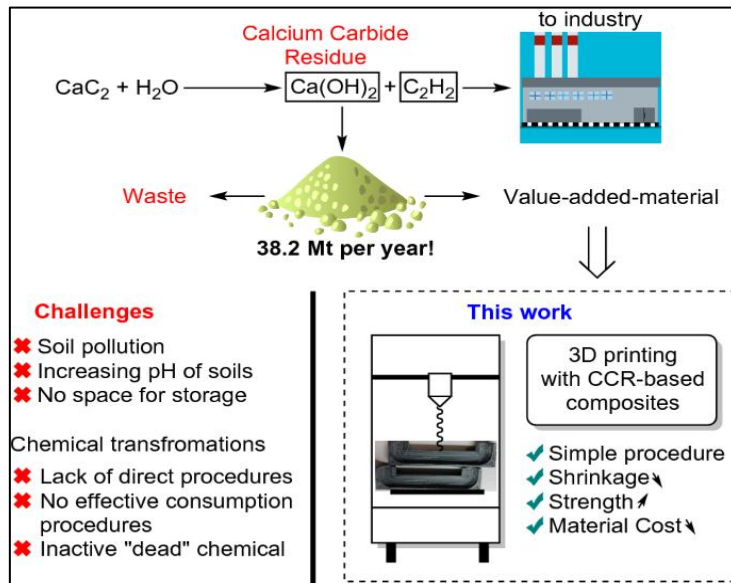 to industry
Calcium Carbide
Residue
CaC2 + H2O Ca(OH)2 + C2H2
Waste
Value-added-material
38.2 Mt per year!
Challenges
Soil pollution
Increasing pH of soils
No space for storage
Chemical transfromations
Lack of direct procedures
No effective consumption
procedures
Inactive "dead" chemical
This work
3D printing
with CCR-based
composites
Simple procedure
Shrinkage
Strength
Material Cost